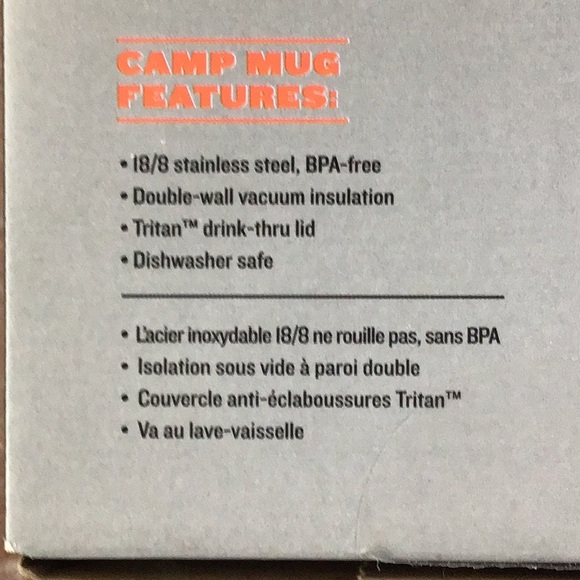 CAMP MUG
FEATURES:
• 18/8 stainless steel, BPA-free
• Double-wall vacuum insulation
• Tritan™ drink-thru lid
• Dishwasher safe
• L'acier inoxydable 18/8 ne rouille pas, sans BPA
• Isolation sous vide à paroi double
• Couvercle anti-éclaboussures Tritan™
• Va au lave-vaisselle